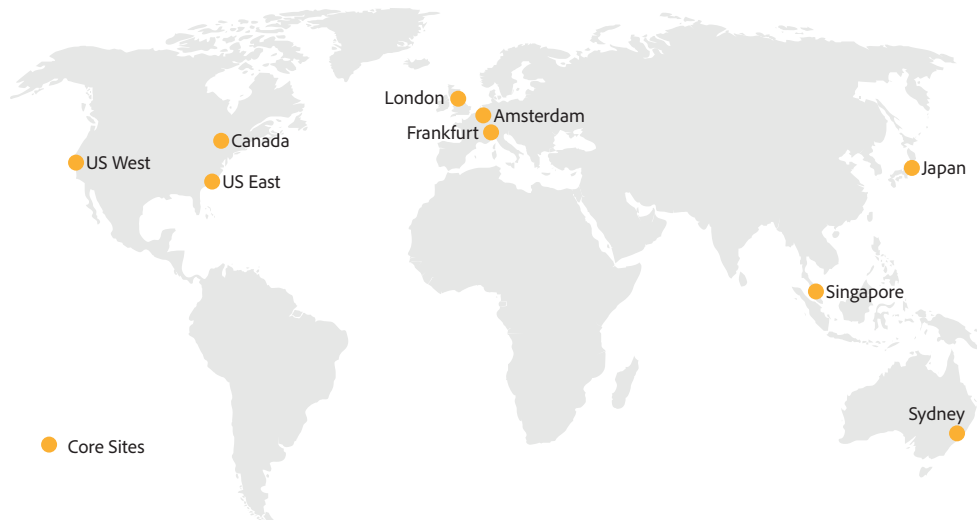 London
Amsterdam
Frankfurt
Canada
US West
US East
Japan
Singapore
Sydney
Core Sites